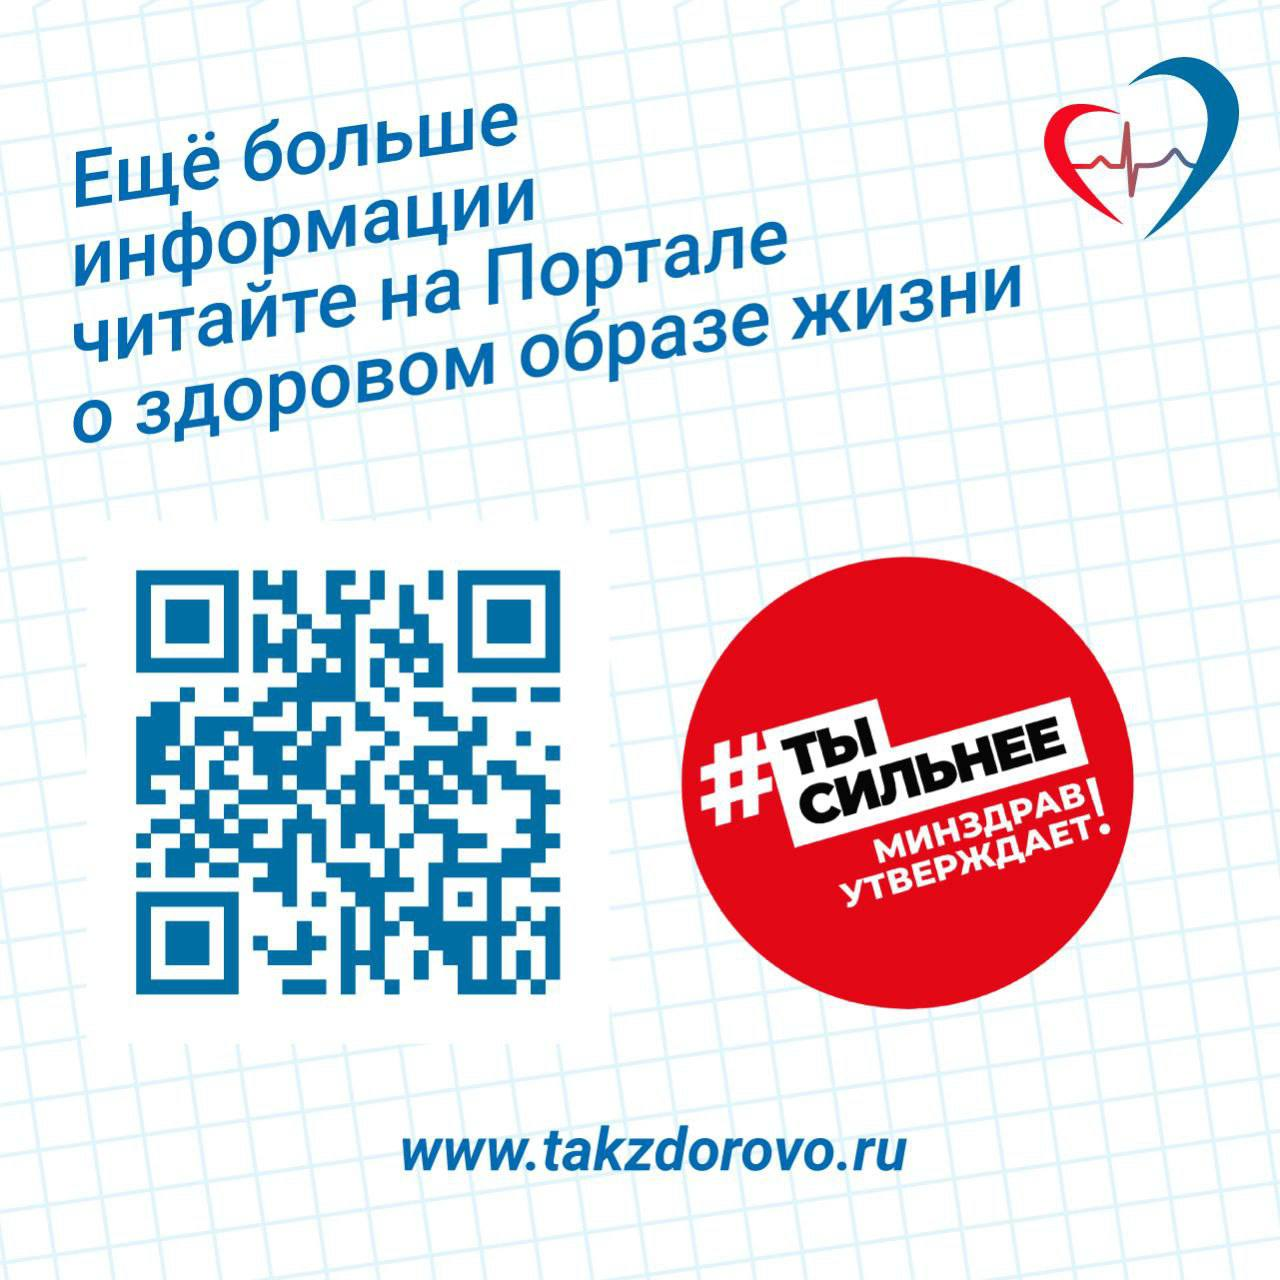 Ещё больше
информации
читайте на Портале
о здоровом образе жизни
#ТЫ
СИЛЬНЕЕ
МИНЗДРАВ
УТВЕРЖДАЕТ!
www.takzdorovo.ru